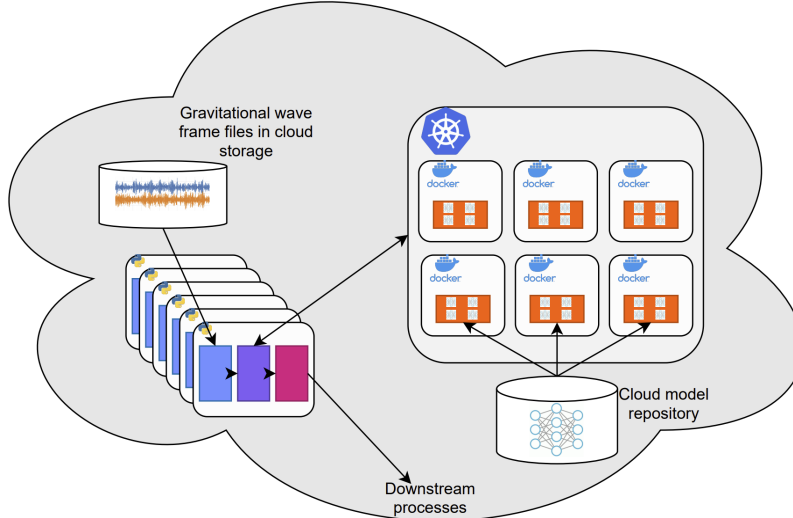 Gravitational wave
frame files in cloud
storage
docker
docker
docker
docker
docker
docker
Cloud model
repository
Downstream
processes